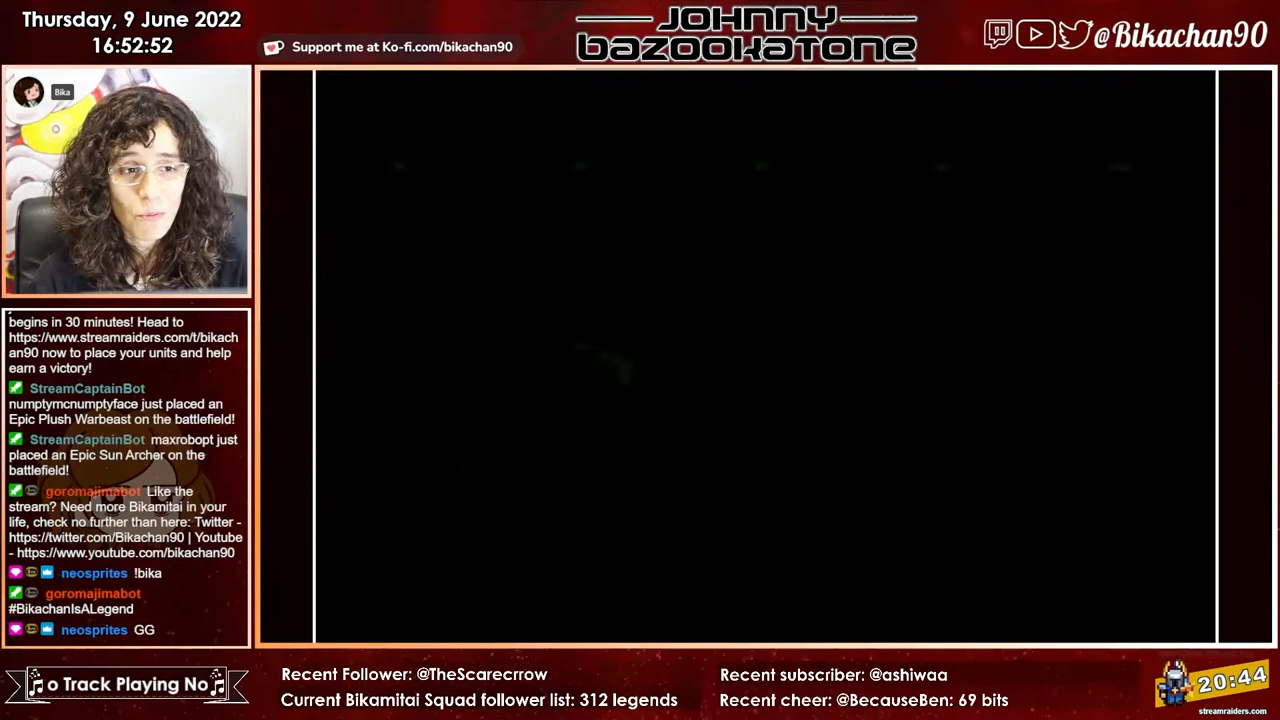 Thursday, 9 June 2022
16:52:52
Support me at Ko-fi.com/bikachan90
JOHNNY
BAZOOKATONE
@Bikachan90
Bika
begins in 30 minutes! Head to
https://www.streamraiders.com/t/bikach
an90 now to place your units and help
earn a victory!
StreamCaptainBot
numptymcnumptyface just placed an
Epic Plush Warbeast on the battlefield!
StreamCaptainBot maxrobopt just
placed an Epic Sun Archer on the
battlefield!
goromajimabot Like the
stream? Need more Bikamitai in your
life, check no further than here: Twitter -
https://twitter.com/Bikachan90 | Youtube
- https://www.youtube.com/bikachan90
neosprites !bika
goromajimabot
#BikachanIsALegend
neosprites GG
o Track Playing No
Recent Follower: @TheScarecrrow
Current Bikamitai Squad follower list: 312 legends
Recent subscriber: @ashiwaa
Recent cheer: @BecauseBen: 69 bits
20:44
streamraiders.com